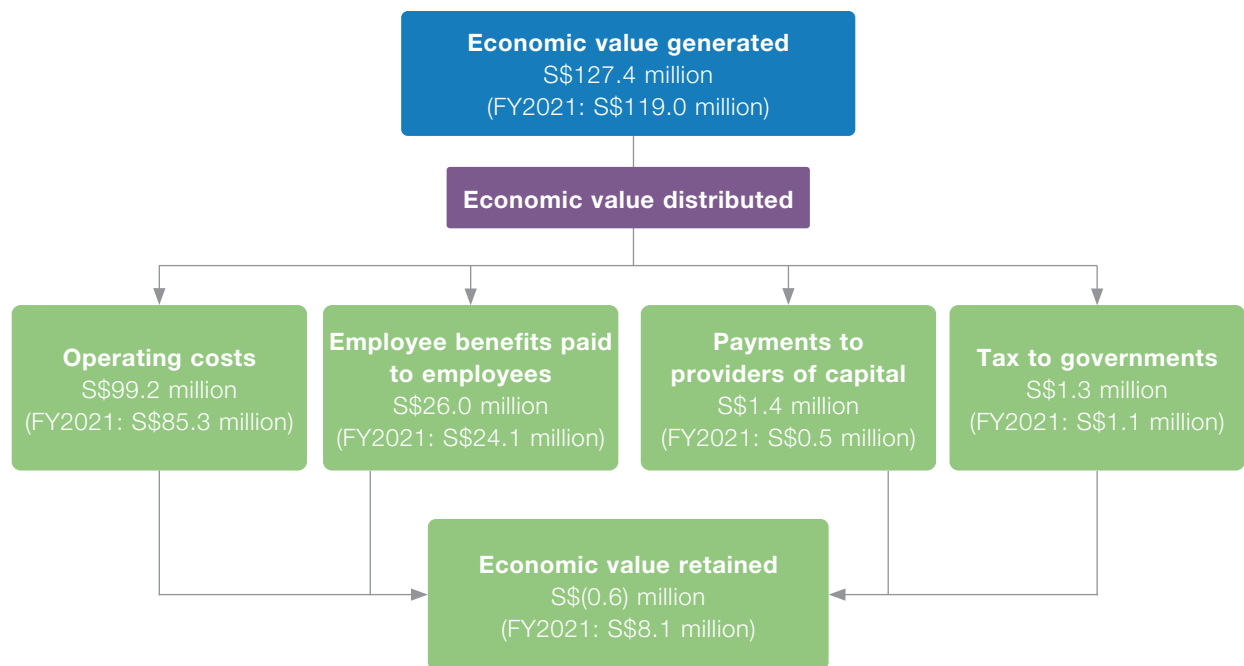 Economic value generated
S$127.4 million
(FY2021: S$119.0 million)
Economic value distributed
Operating costs
S$99.2 million
(FY2021: S$85.3 million)
Employee benefits paid
to employees
S$26.0 million
(FY2021: S$24.1 million)
Payments to
providers of capital
S$1.4 million
(FY2021: S$0.5 million)
Tax to governments
S$1.3 million
(FY2021: S$1.1 million)
Economic value retained
S$(0.6) million
(FY2021: S$8.1 million)